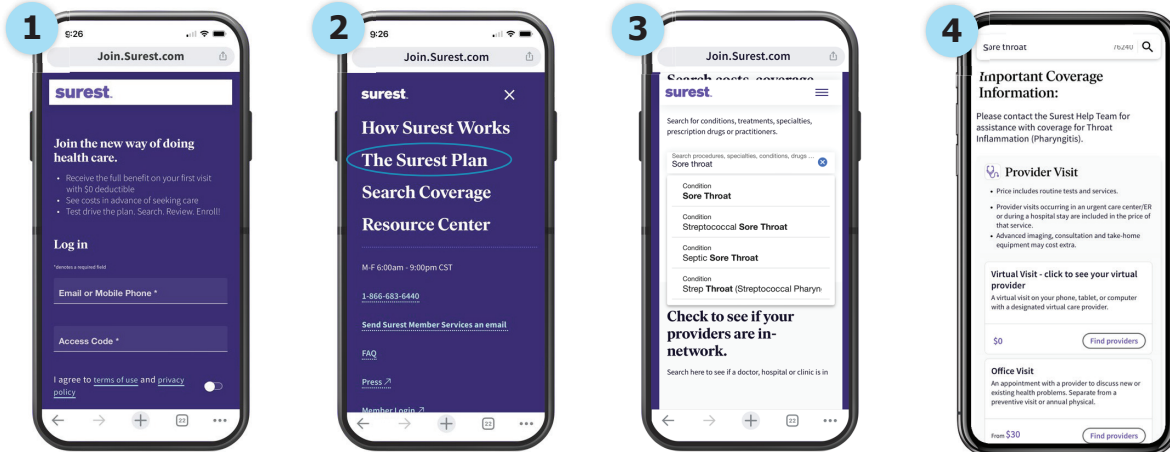 1
9:26
Join.Surest.com
surest.
Join the new way of doing
health care.
• Receive the full benefit on your first visit
with $0 deductible
• See costs in advance of seeking care
• Test drive the plan. Search. Review. Enroll!
Log in
*denotes a required field
Email or Mobile Phone *
Access Code *
I agree to terms of use and privacy
policy
22
2
9:26
Join.Surest.com
surest.
How Surest Works
The Surest Plan
Search Coverage
Resource Center
M-F 6:00am - 9:00pm CST
1-866-683-6440
Send Surest Member Services an email
FAQ
Press ↗
Member Login ↗
22
3
Join.Surest.com
Search costs, coverage
surest.
Search for conditions, treatments, specialties,
prescription drugs or practitioners.
Search procedures, specialties, conditions, drugs ...
Sore throat
Condition
Sore Throat
Condition
Streptococcal Sore Throat
Condition
Septic Sore Throat
Condition
Strep Throat (Streptococcal Pharyn
Check to see if your
providers are in-
network.
Search here to see if a doctor, hospital or clinic is in
22
4
Sore throat 76240
Important Coverage
Information:
Please contact the Surest Help Team for
assistance with coverage for Throat
Inflammation (Pharyngitis).
Provider Visit
• Price includes routine tests and services.
• Provider visits occurring in an urgent care center/ER
or during a hospital stay are included in the price of
that service.
• Advanced imaging, consultation and take-home
equipment may cost extra.
Virtual Visit - click to see your virtual
provider
A virtual visit on your phone, tablet, or computer
with a designated virtual care provider.
$0 Find providers
Office Visit
An appointment with a provider to discuss new or
existing health problems. Separate from a
preventive visit or annual physical.
From $30 Find providers